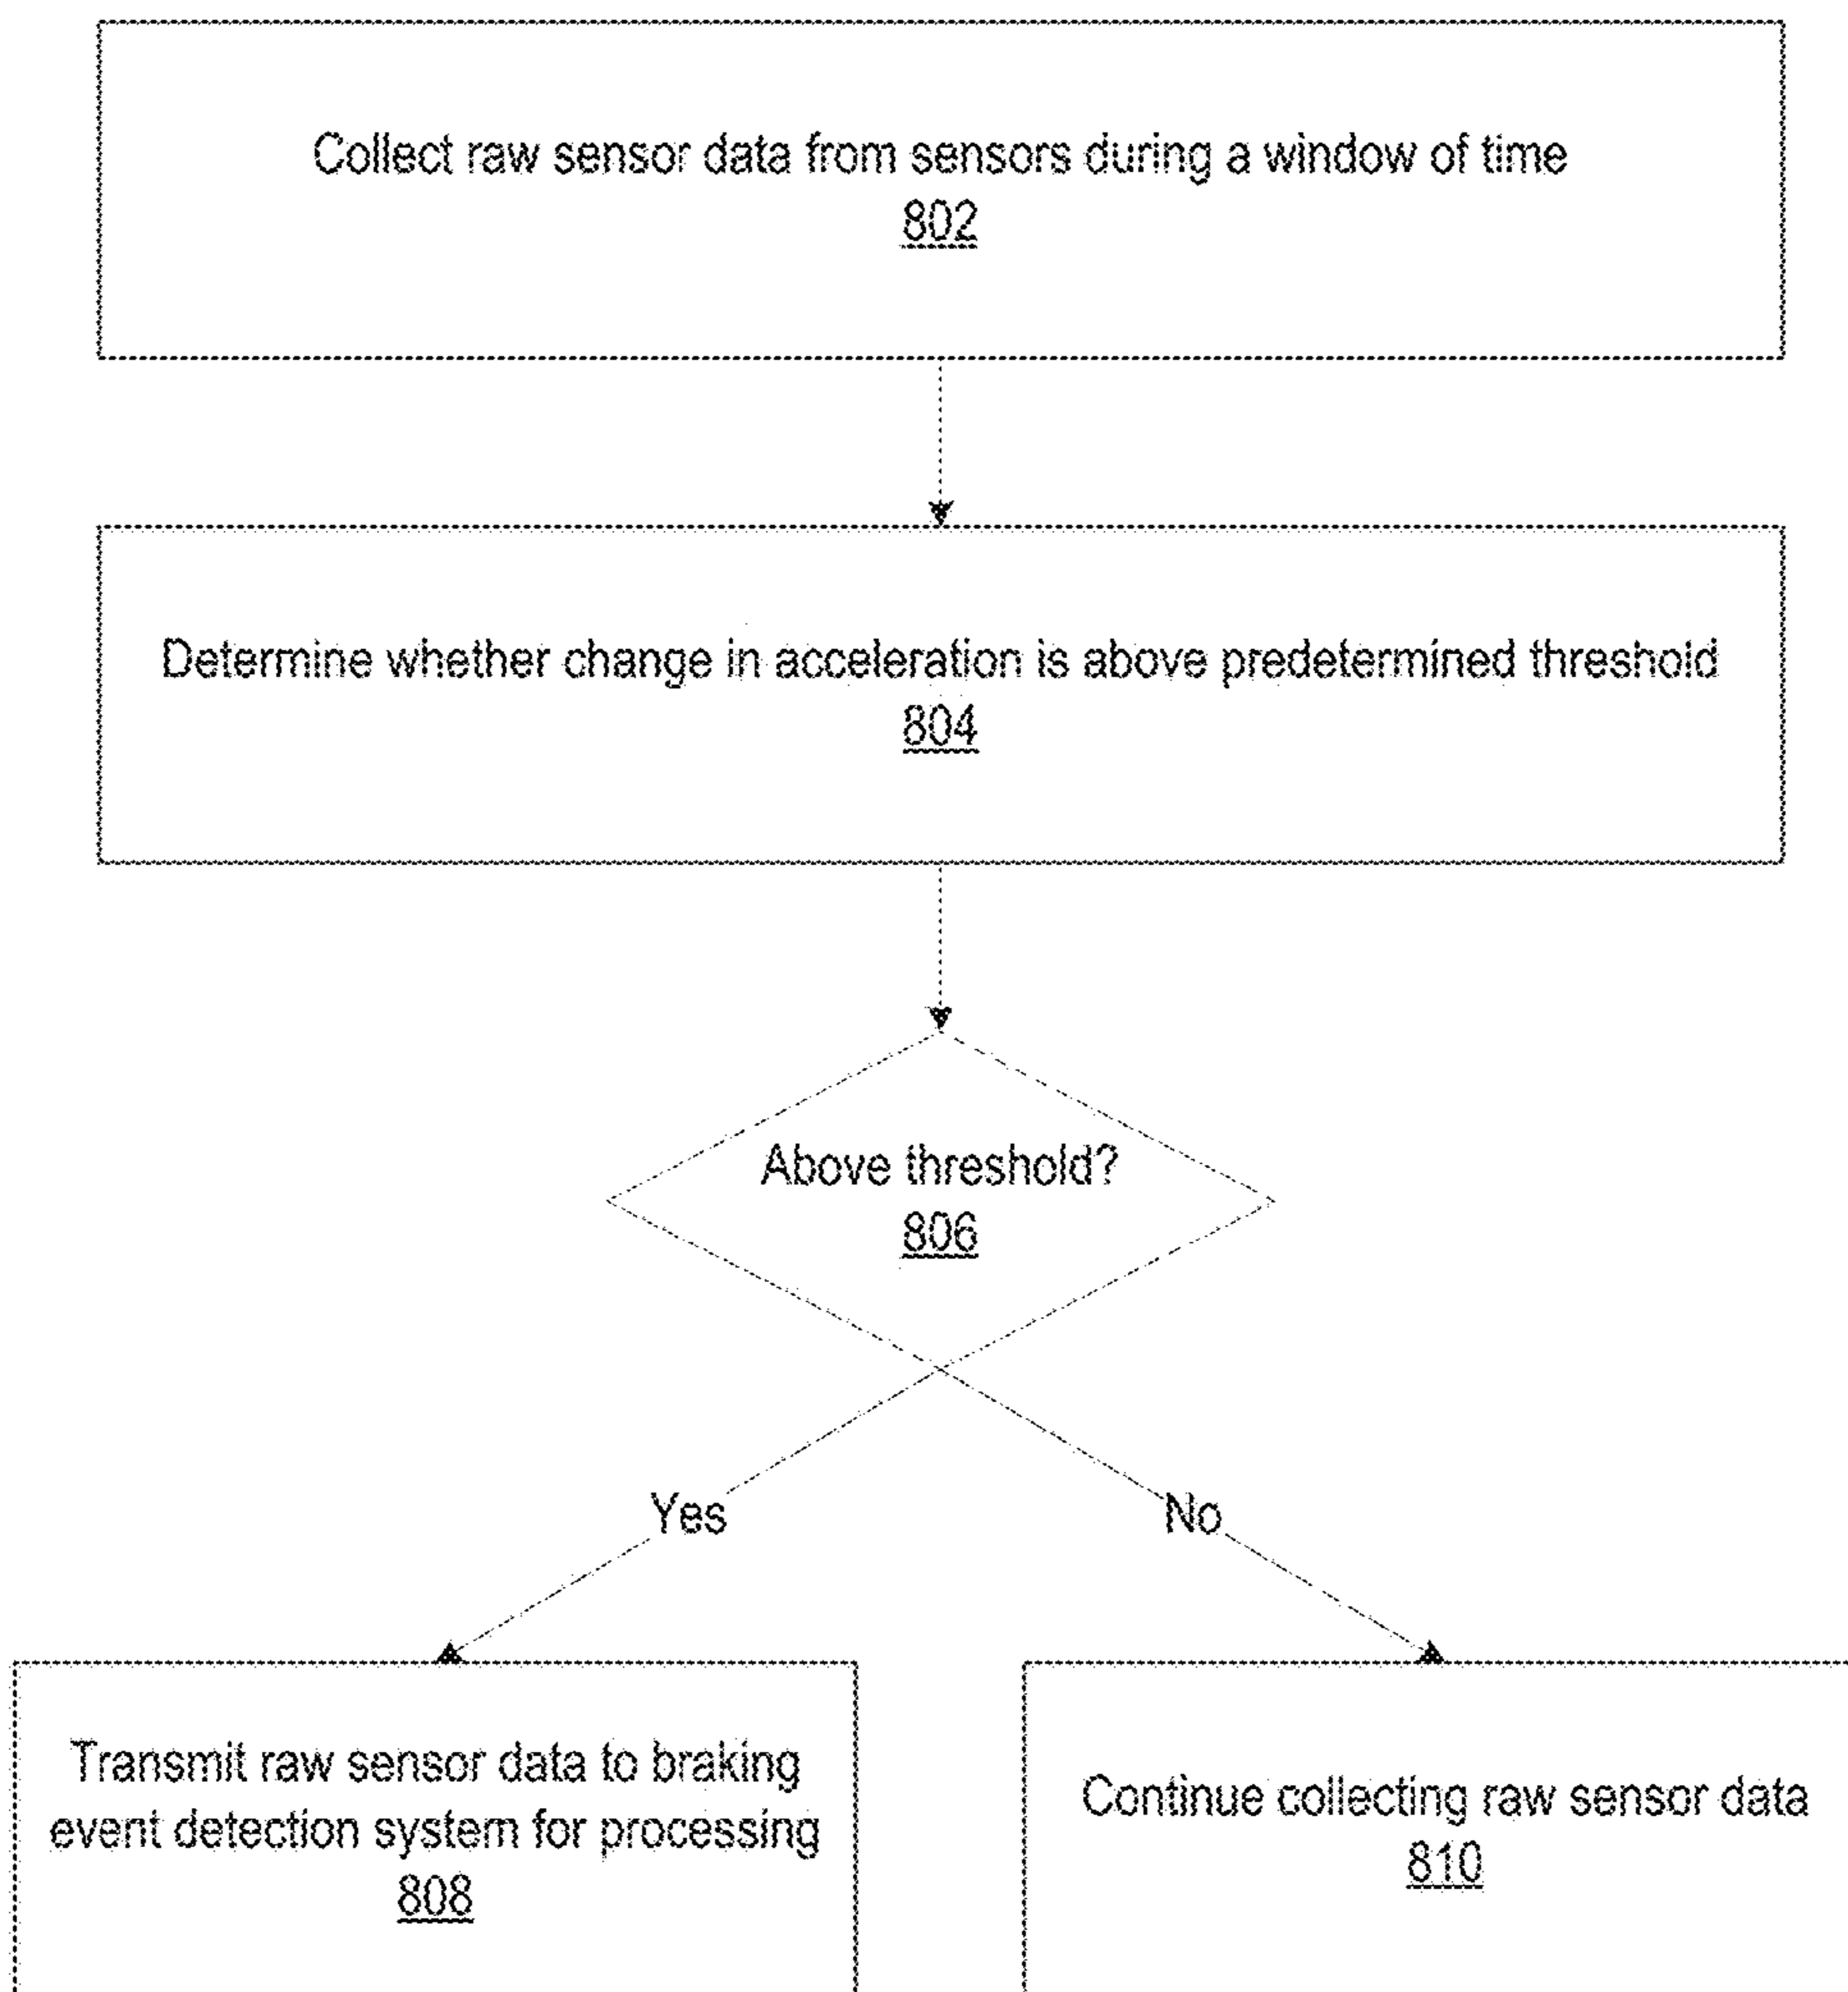 Collect raw sensor data from sensors during a window of time
802
Determine whether change in acceleration is above predetermined threshold
804
Above threshold?
806
Yes
No
Transmit raw sensor data to braking
event detection system for processing
808
Continue collecting raw sensor data
810